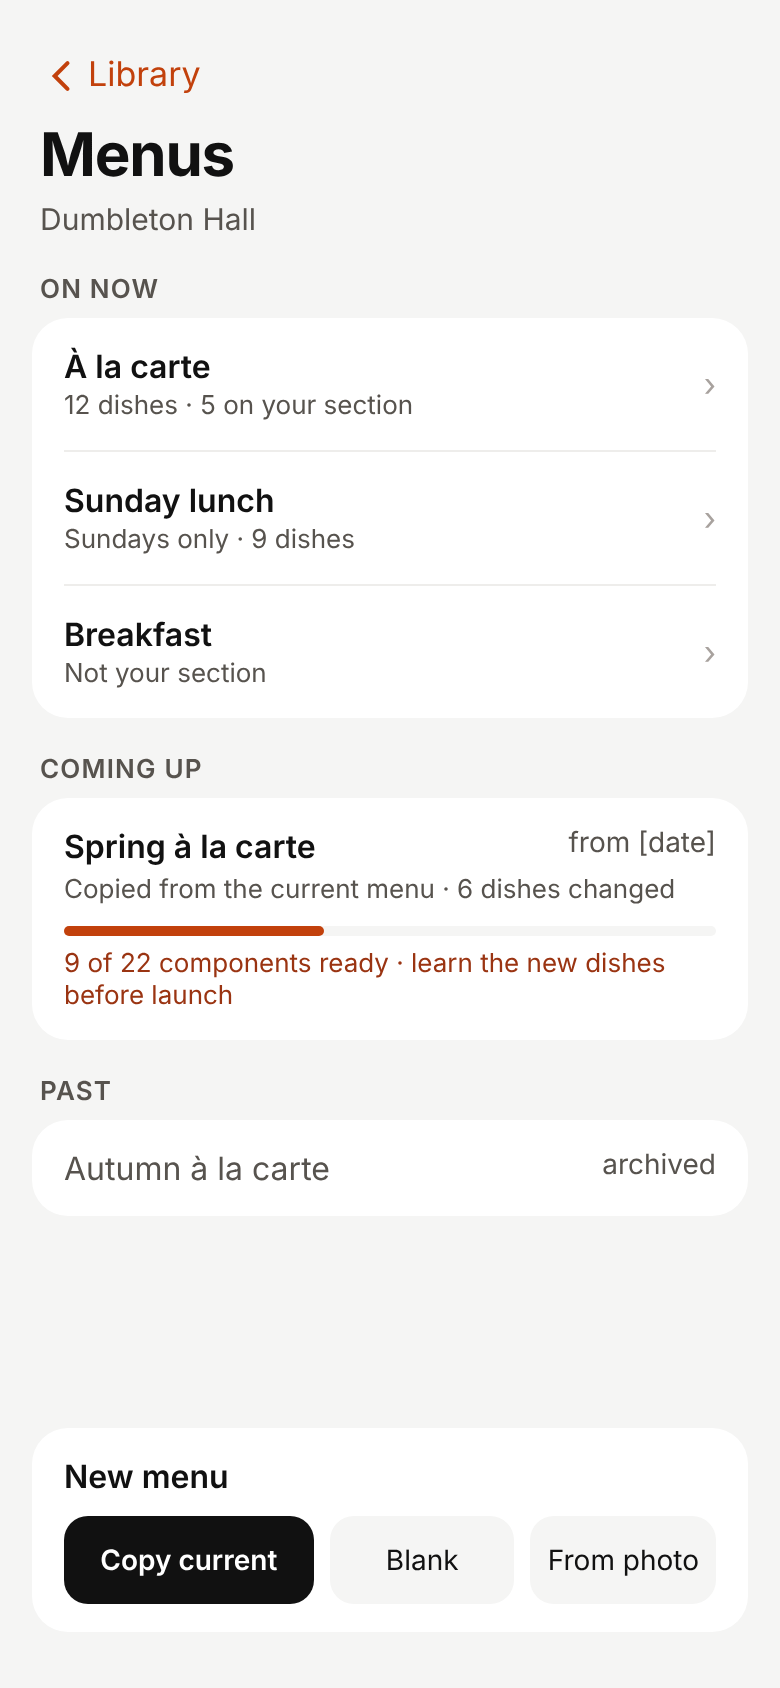 Library
Menus
Dumbleton Hall
ON NOW
À la carte
12 dishes · 5 on your section
Sunday lunch
Sundays only · 9 dishes
Breakfast
Not your section
COMING UP
Spring à la carte
from [date]
Copied from the current menu · 6 dishes changed
9 of 22 components ready · learn the new dishes
before launch
PAST
Autumn à la carte
archived
New menu
Copy current
Blank
From photo